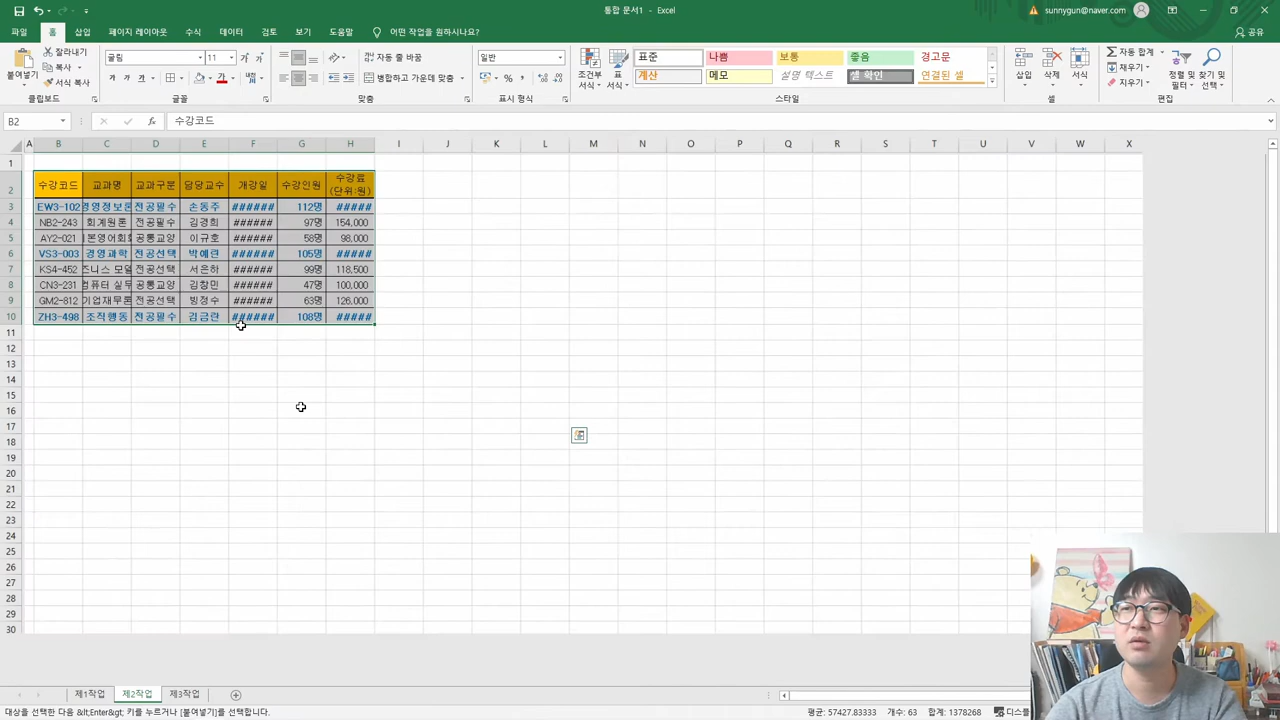 통합 문서1 - Excel
sunnygun@naver.com
파일 홈 삽입 페이지 레이아웃 수식 데이터 검토 보기 도움말 어떤 작업을 원하시나요?
공유
붙여넣기
잘라내기
복사
서식 복사
클립보드
굴림 11
가 가 가
글꼴
자동 줄 바꿈
병합하고 가운데 맞춤
맞춤
일반
표시 형식
조건부 서식
표 서식
표준 나쁨 보통 좋음 경고문
계산 메모 설명 텍스트 셀 확인 연결된 셀
스타일
삽입 삭제 서식
셀
자동 합계
채우기
지우기
정렬 및 필터
찾기 및 선택
편집
B2 수강코드
A B C D E F G H I J K L M N O P Q R S T U V W X
1
2 수강코드 교과명 교과구분 담당교수 개강일 수강인원 수강료 (단위:원)
3 EW3-102 경영정보론 전공필수 손동주 ###### 112명 #####
4 NB2-243 회계원론 전공필수 김경희 ###### 97명 154,000
5 AY2-021 본영어회 공통교양 이규호 ###### 58명 98,000
6 VS3-003 경영과학 전공선택 박예린 ###### 105명 #####
7 KS4-452 즈니스 모델 전공선택 서은하 ###### 99명 118,500
8 CN3-231 컴퓨터 실무 공통교양 김창민 ###### 47명 100,000
9 GM2-812 기업재무론 전공선택 빙정수 ###### 63명 126,000
10 ZH3-498 조직행동 전공필수 김금란 ###### 108명 #####
11
12
13
14
15
16
17
18
19
20
21
22
23
24
25
26
27
28
29
30
제1작업 제2작업 제3작업
대상을 선택한 다음 &lt;Enter&gt; 키를 누르거나 [붙여넣기]를 선택합니다.
평균: 57427.83333 개수: 63 합계: 1378268 디스플